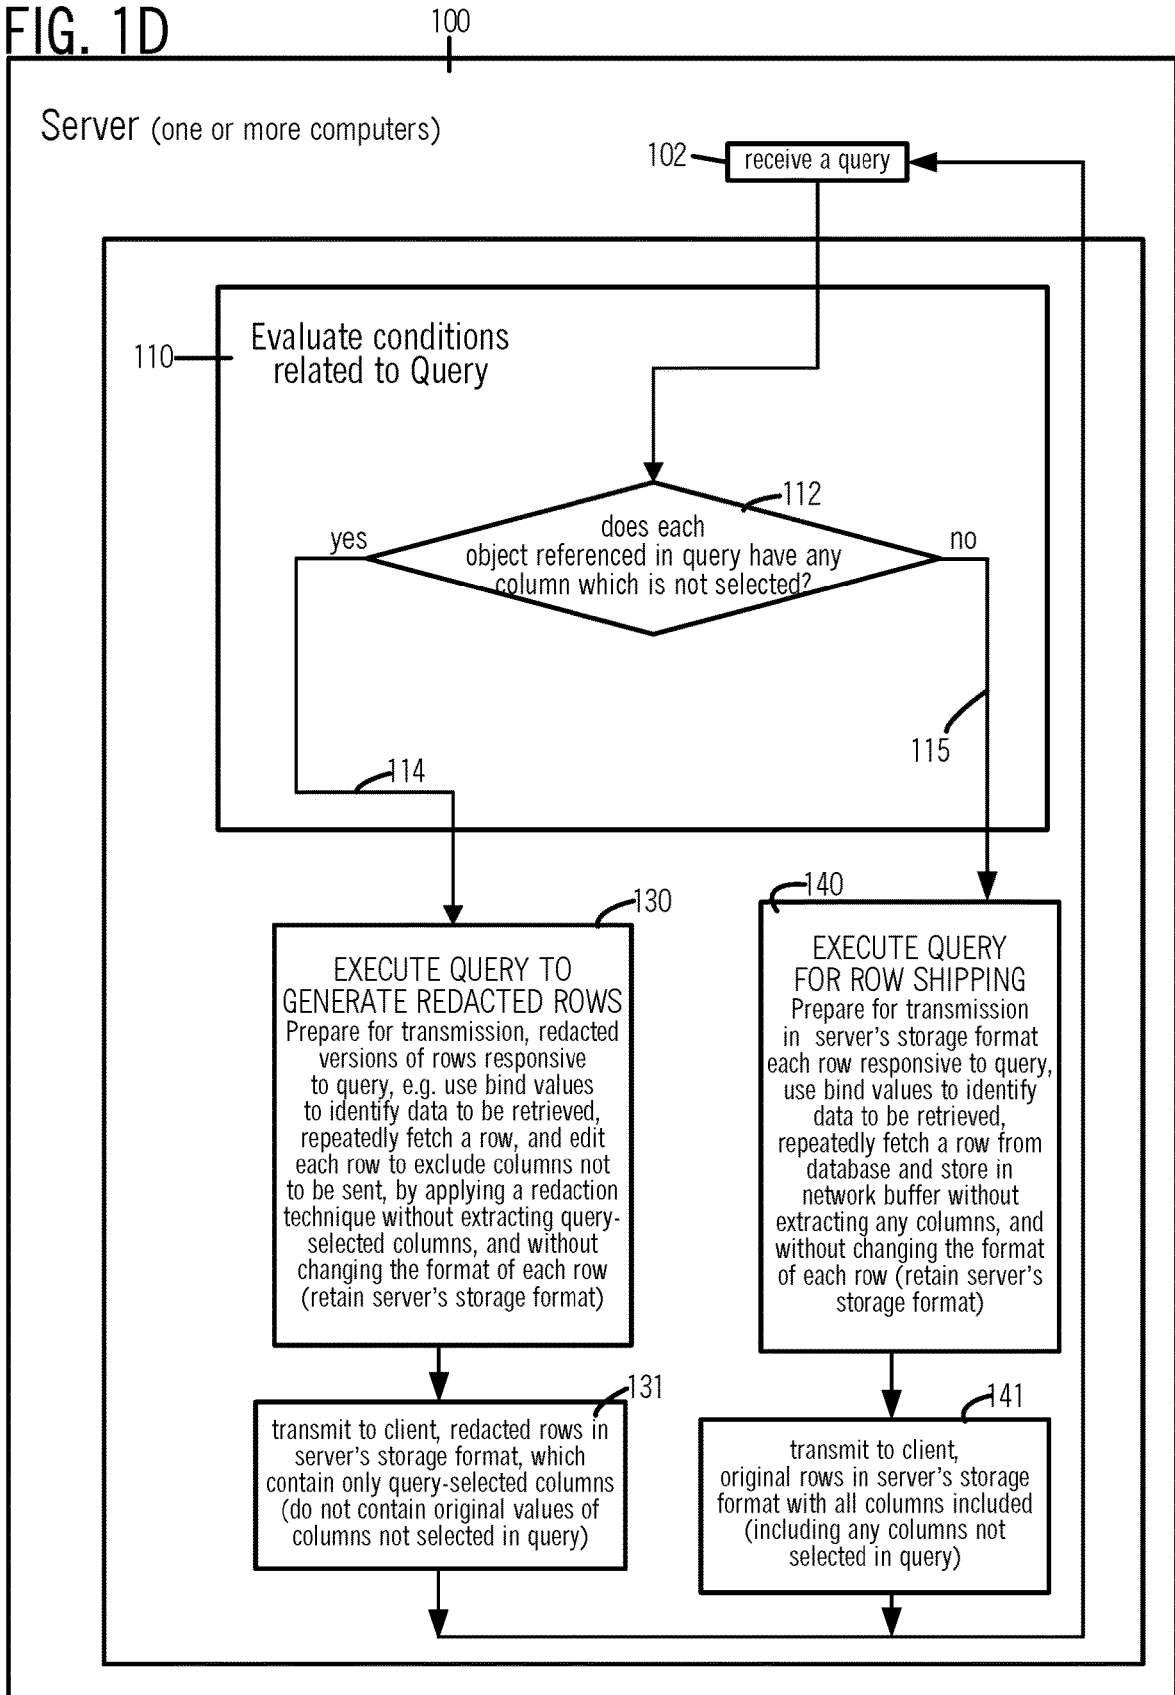 FIG. 1D
100
Server (one or more computers)
102
receive a query
110
Evaluate conditions
related to Query
112
does each
object referenced in query have any
column which is not selected?
yes
no
115
114
130
EXECUTE QUERY TO
GENERATE REDACTED ROWS
Prepare for transmission, redacted
versions of rows responsive
to query, e.g. use bind values
to identify data to be retrieved,
repeatedly fetch a row, and edit
each row to exclude columns not
to be sent, by applying a redaction
technique without extracting query-
selected columns, and without
changing the format of each row
(retain server's storage format)
140
EXECUTE QUERY
FOR ROW SHIPPING
Prepare for transmission
in server's storage format
each row responsive to query,
use bind values to identify
data to be retrieved,
repeatedly fetch a row from
database and store in
network buffer without
extracting any columns, and
without changing the format
of each row (retain server's
storage format)
131
transmit to client, redacted rows in
server's storage format, which
contain only query-selected columns
(do not contain original values of
columns not selected in query)
141
transmit to client,
original rows in server's storage
format with all columns included
(including any columns not
selected in query)